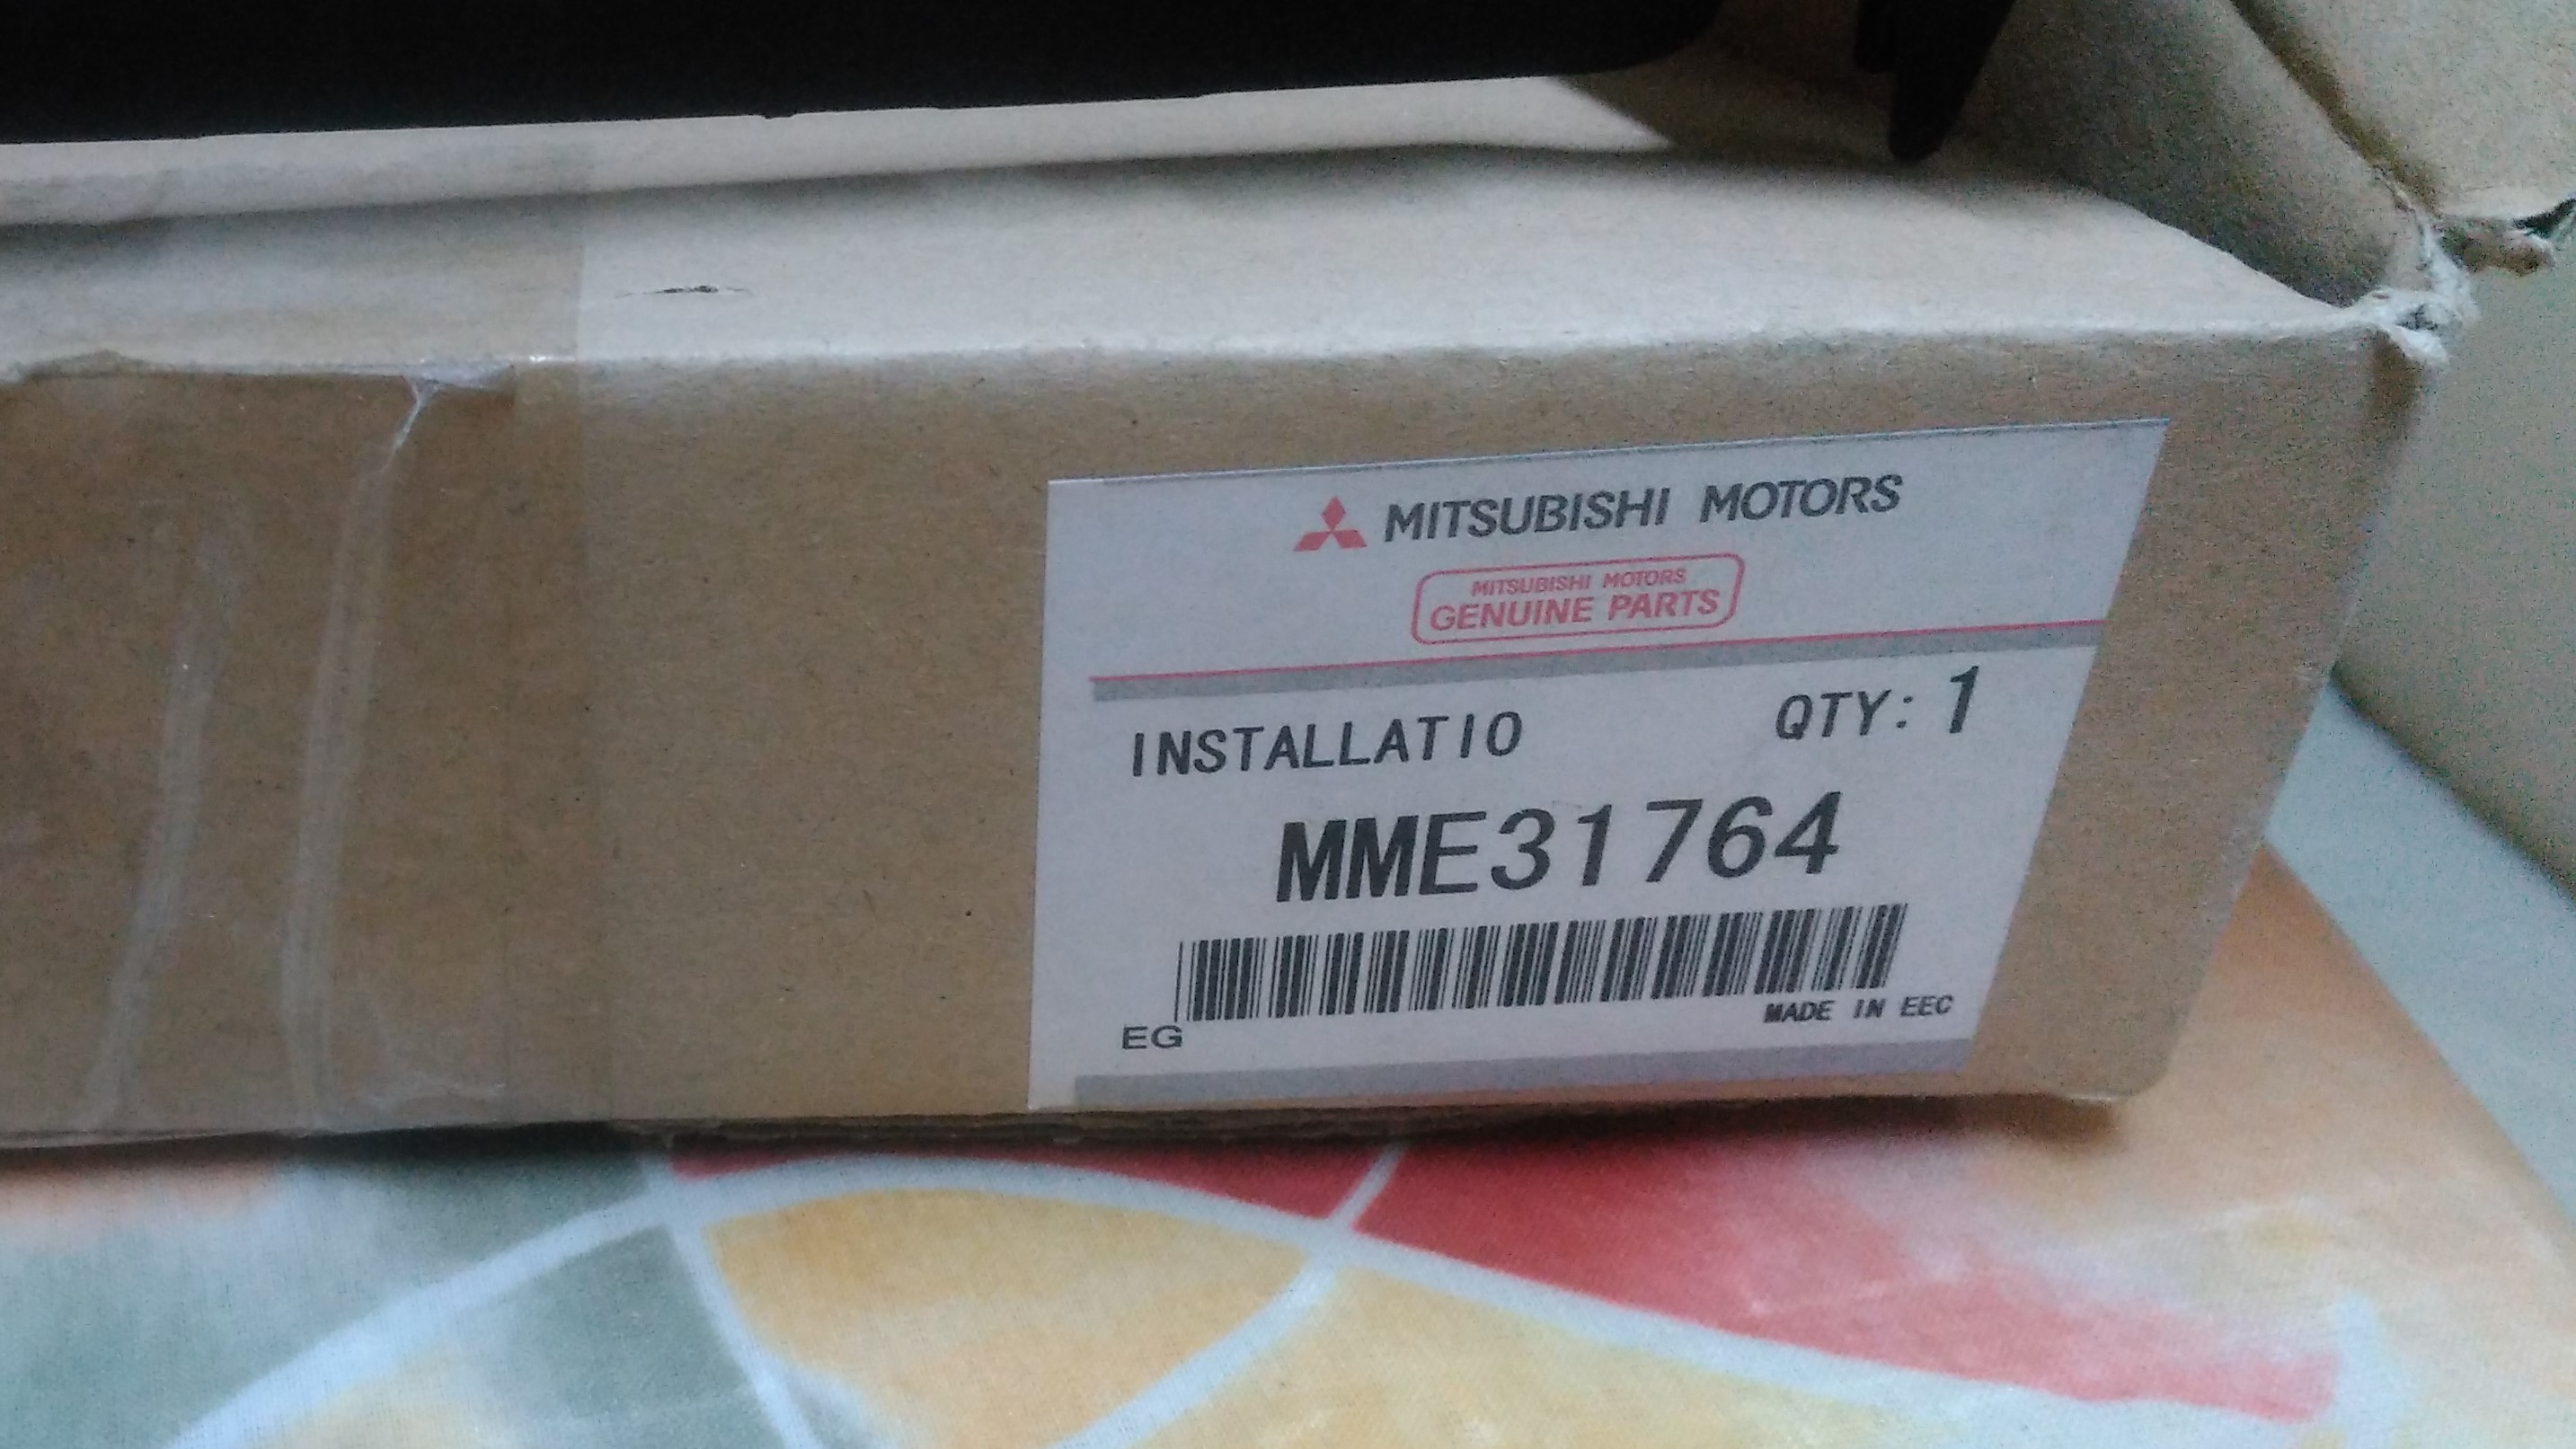 MITSUBISHI MOTORS
MITSUBISHI MOTORS
GENUINE PARTS
INSTALLATIO QTY: 1
MME31764
MADE IN EEC
EG